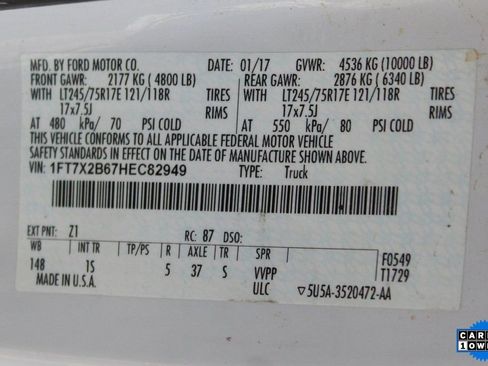 MFD. BY FORD MOTOR CO. DATE: 01/17 GVWR: 4536 KG (10000 LB)
FRONT GAWR: 2177 KG ( 4800 LB) REAR GAWR: 2876 KG ( 6340 LB)
WITH LT245/75R17E 121/118R TIRES WITH LT245/75R17E 121/118R TIRES
17x7.5J RIMS 17x7.5J RIMS
AT 480 kPa/ 70 PSI COLD AT 550 kPa/ 80 PSI COLD
THIS VEHICLE CONFORMS TO ALL APPLICABLE FEDERAL MOTOR VEHICLE
SAFETY STANDARDS IN EFFECT ON THE DATE OF MANUFACTURE SHOWN ABOVE.
VIN: 1FT7X2B67HEC82949 TYPE: Truck
EXT PNT: Z1 RC: 87 DSO:
WB INT TR TP/PS R AXLE TR SPR F0549
148 1S 5 37 S VVPP T1729
MADE IN U.S.A. ULC ▽5U5A-3520472-AA
CAR
1 OWN